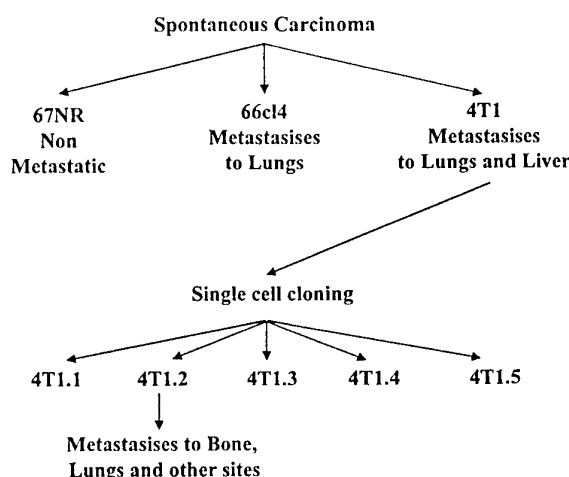 Spontaneous Carcinoma
67NR
Non
Metastatic
66cl4
Metastasises
to Lungs
4T1
Metastasises
to Lungs and Liver
Single cell cloning
4T1.1
4T1.2
4T1.3
4T1.4
4T1.5
Metastasises to Bone,
Lungs and other sites